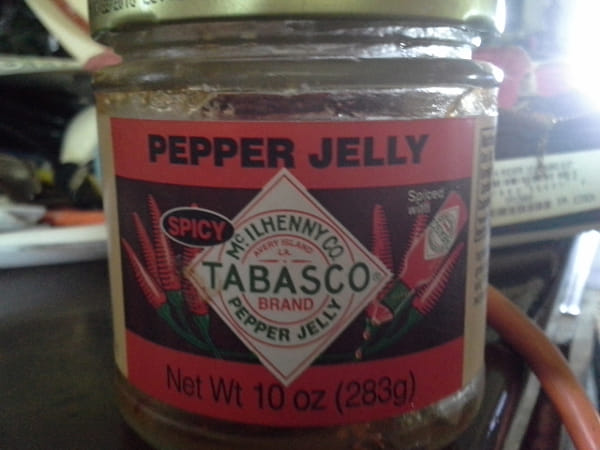 PEPPER JELLY
SPICY
Spiced
with
McILHENNY CO.
AVERY ISLAND
LA.
TABASCO®
BRAND
PEPPER JELLY
Net Wt 10 oz (283g)